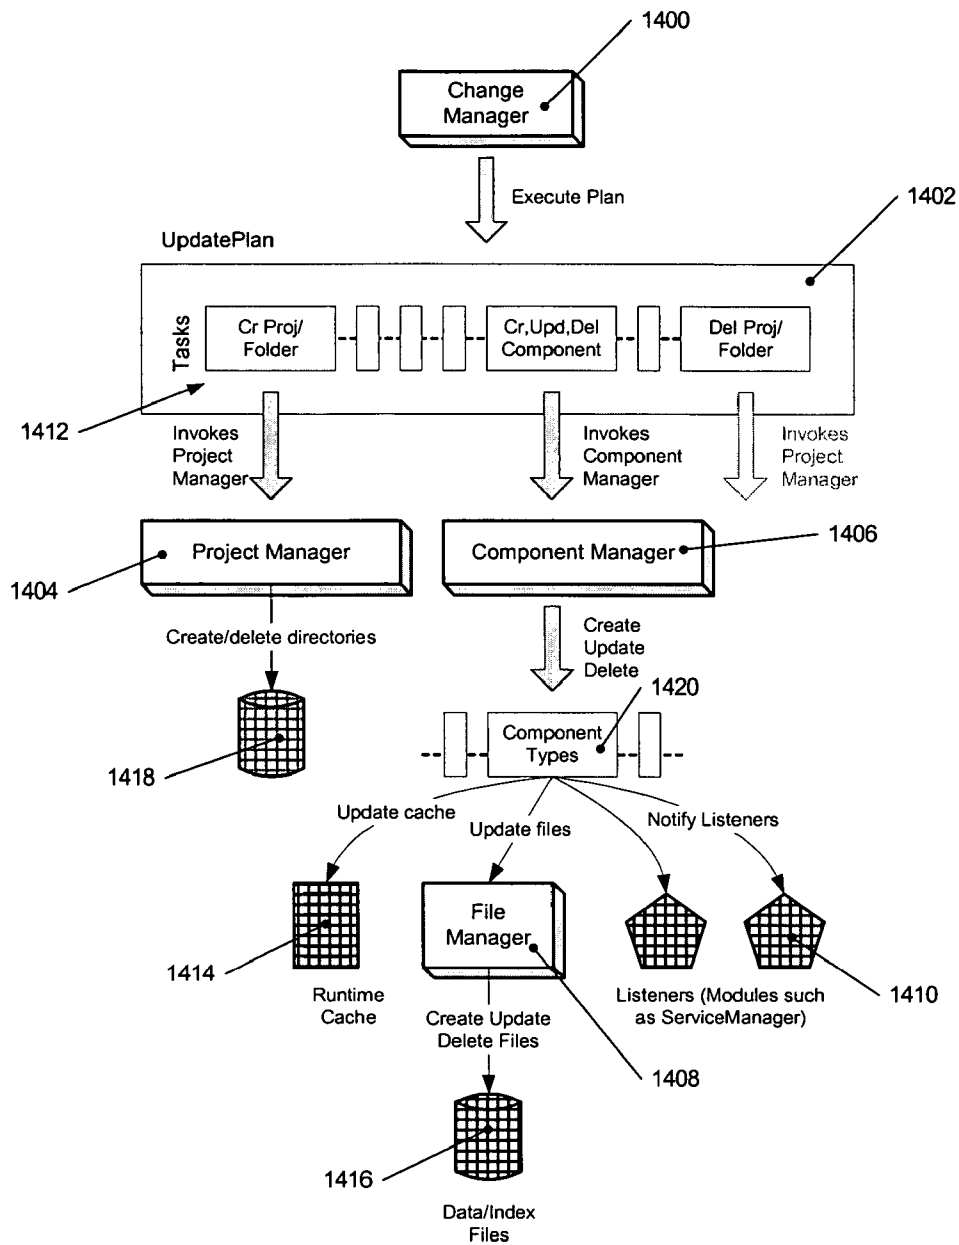 1400
Change
Manager
Execute Plan
1402
UpdatePlan
Tasks
Cr Proj/
Folder
Cr,Upd,Del
Component
Del Proj/
Folder
1412
Invokes
Project
Manager
Invokes
Component
Manager
Invokes
Project
Manager
1404
Project Manager
Component Manager
1406
Create/delete directories
Create
Update
Delete
1418
1420
Component
Types
Update cache
Update files
Notify Listeners
1414
File
Manager
1410
Runtime
Cache
Listeners (Modules such
as ServiceManager)
Create Update
Delete Files
1408
1416
Data/Index
Files